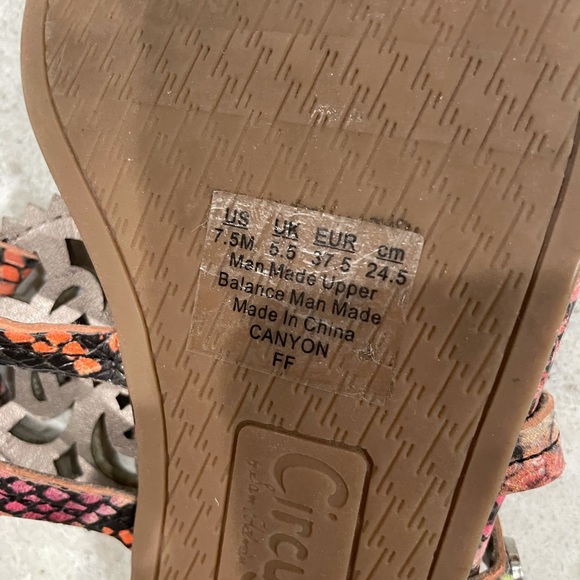 US UK EUR cm
7.5M 5.5 37.5 24.5
Man Made Upper
Balance Man Made
Made In China
CANYON
FF
Circu